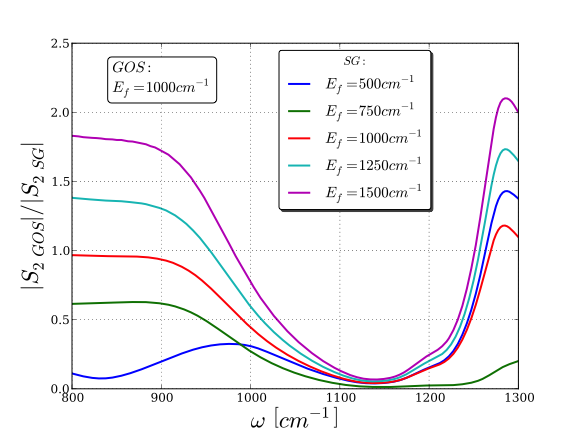 2.5
2.0
1.5
1.0
0.5
0.0
|S_2 GOS|/|S_2 SG|
GOS:
E_f=1000cm^{-1}
SG:
E_f=500cm^{-1}
E_f=750cm^{-1}
E_f=1000cm^{-1}
E_f=1250cm^{-1}
E_f=1500cm^{-1}
800 900 1000 1100 1200 1300
ω [cm^{-1}]